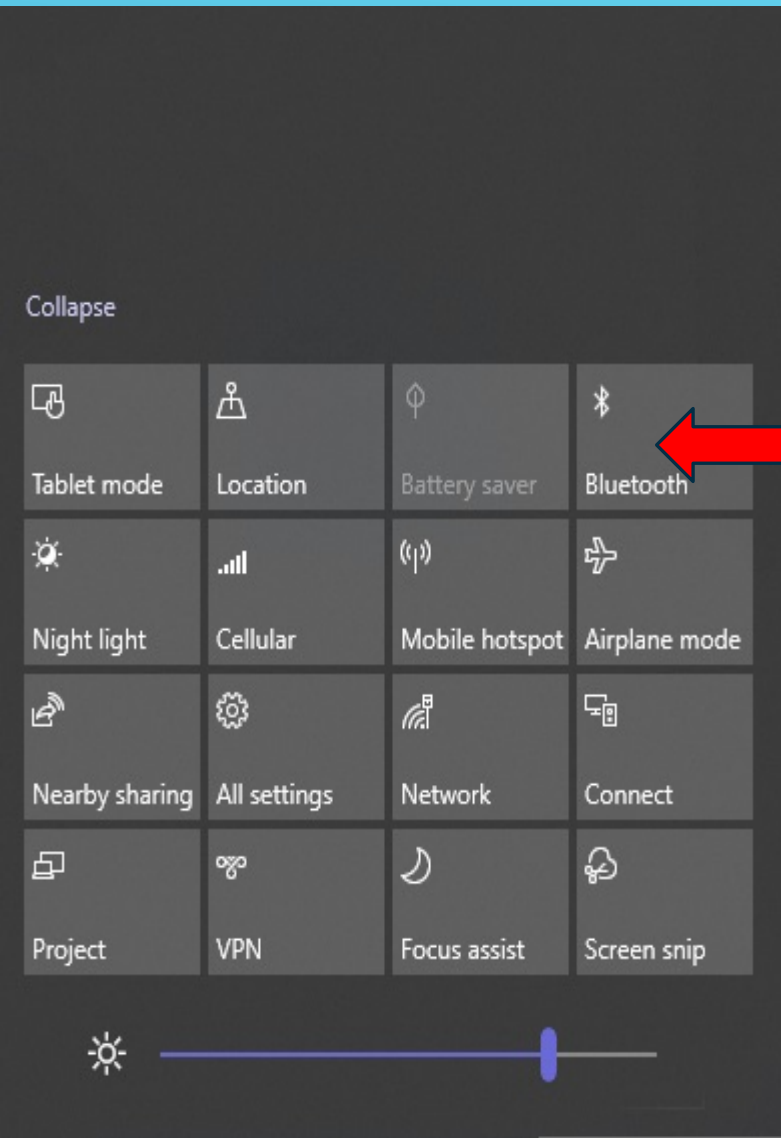 Collapse
Tablet mode Location Battery saver Bluetooth
Night light Cellular Mobile hotspot Airplane mode
Nearby sharing All settings Network Connect
Project VPN Focus assist Screen snip